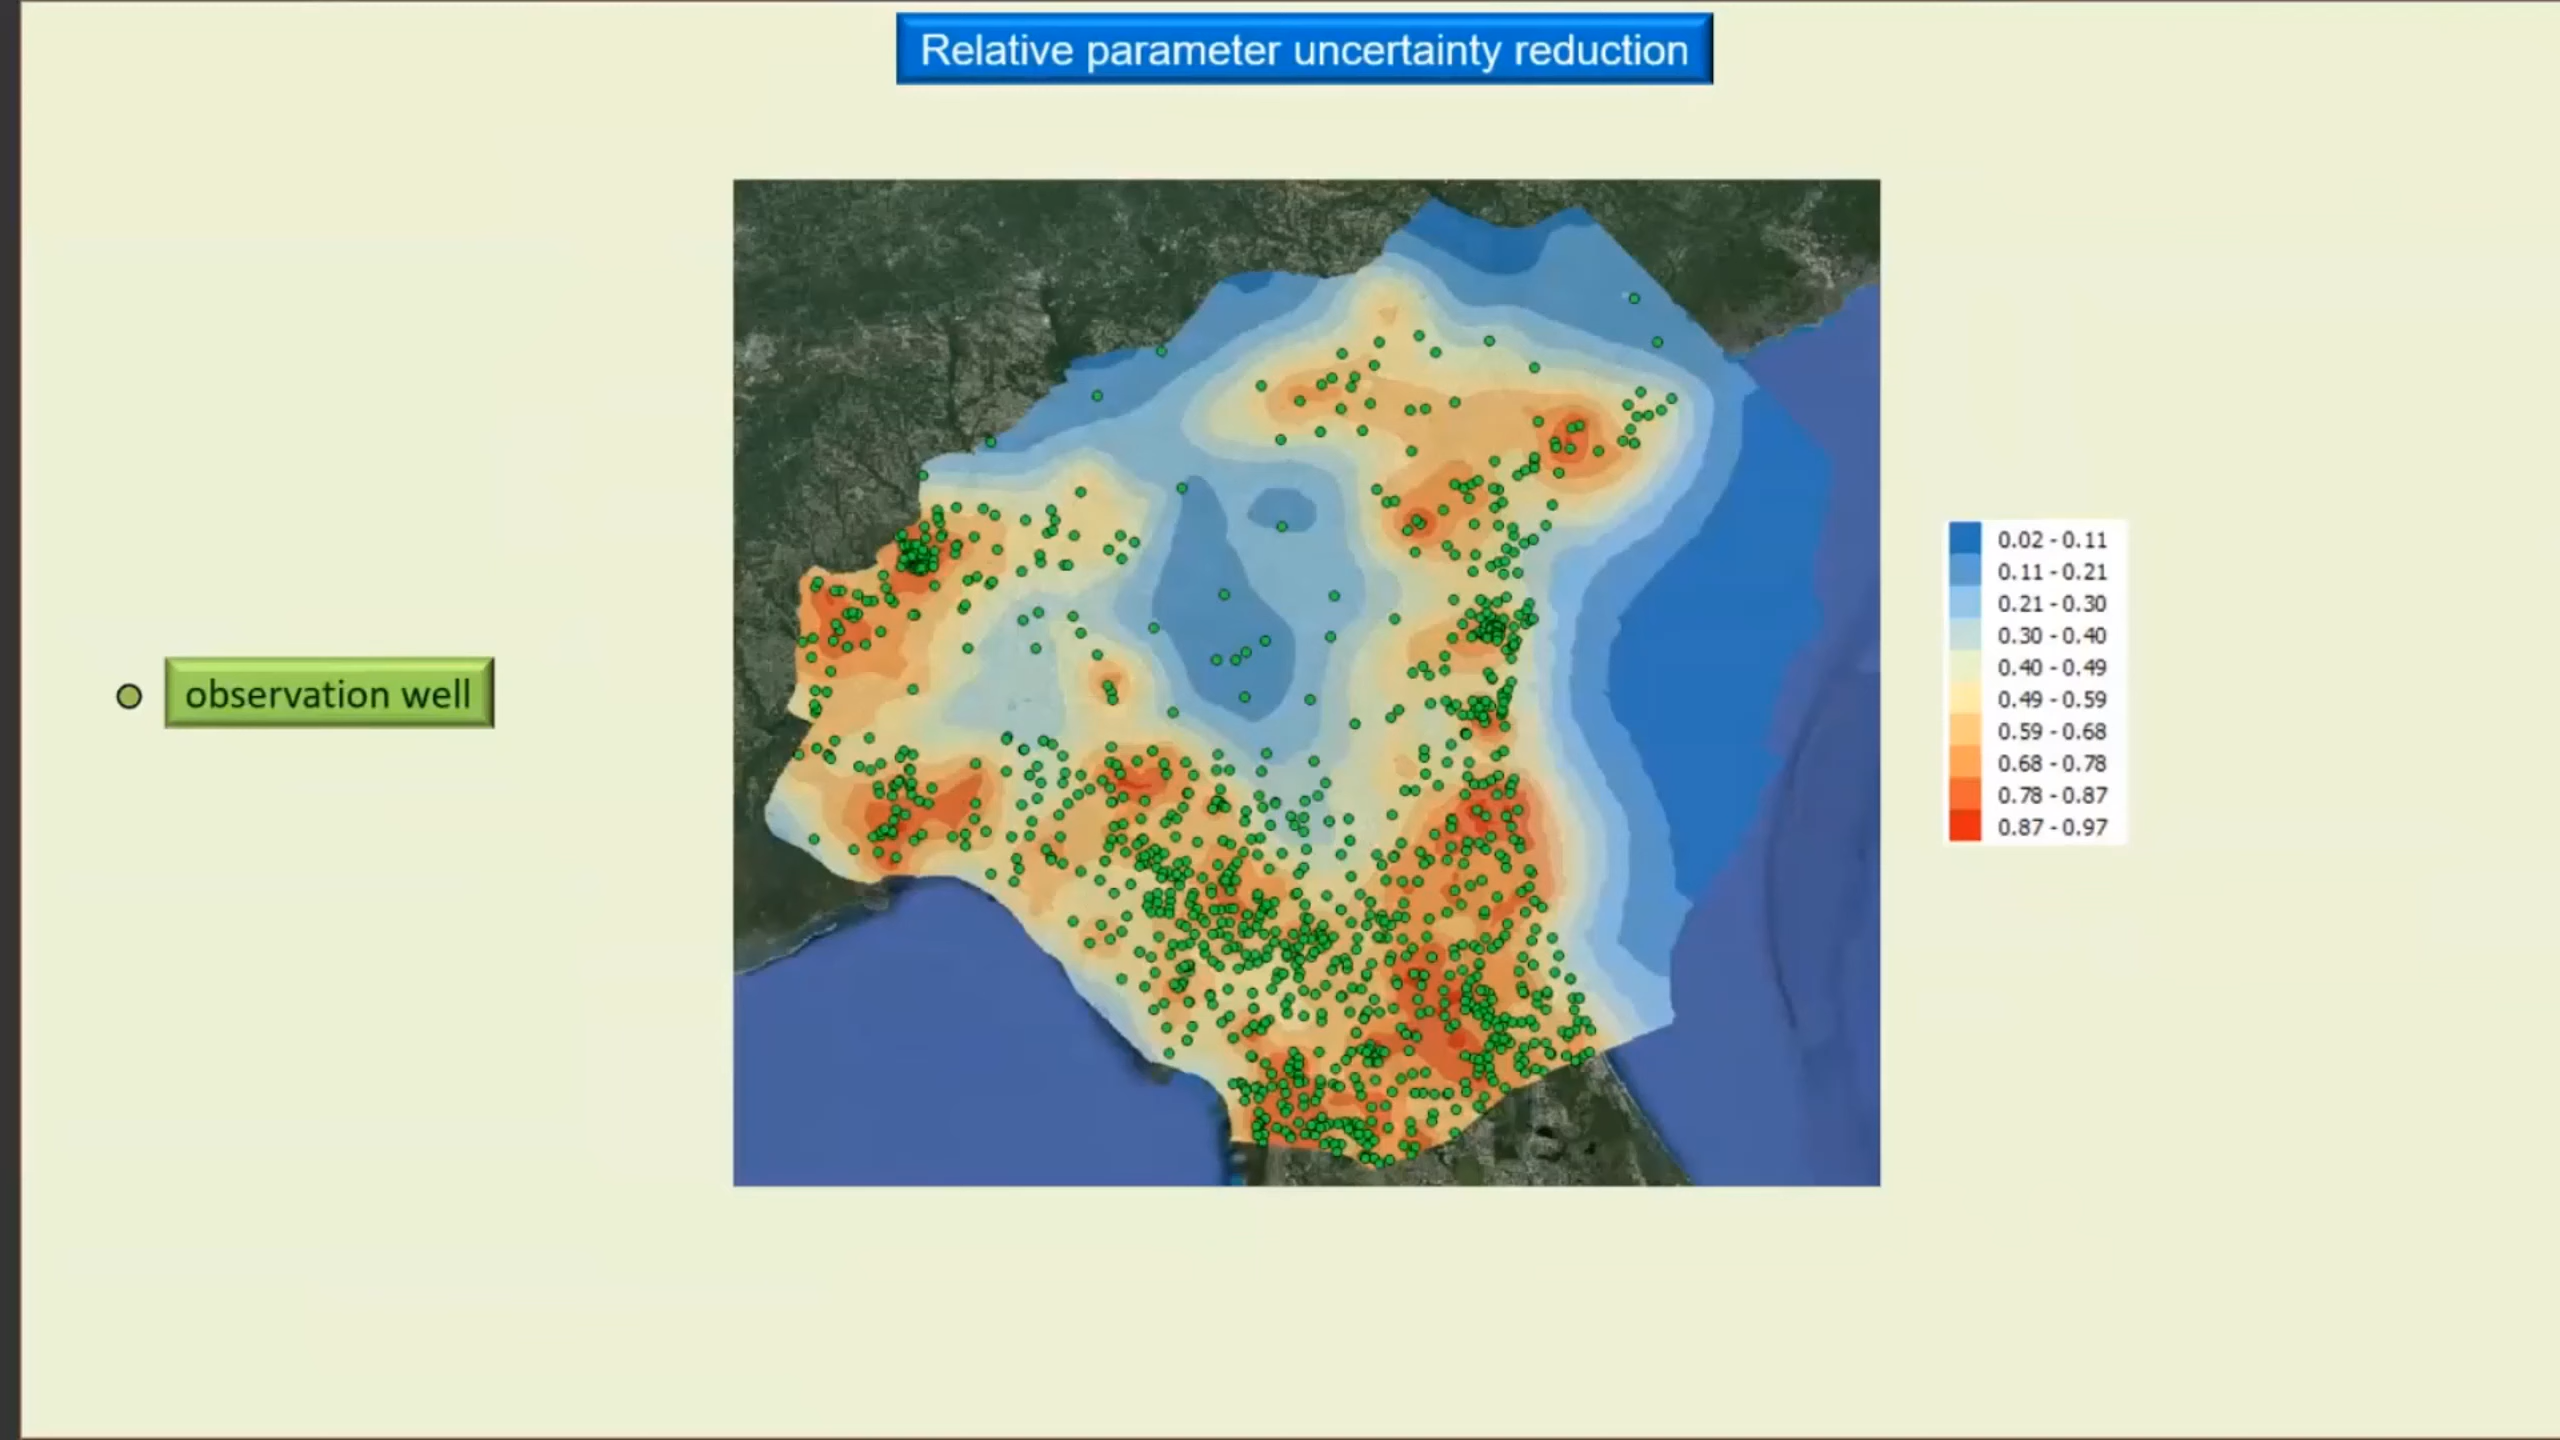 Relative parameter uncertainty reduction
observation well
0.02 - 0.11
0.11 - 0.21
0.21 - 0.30
0.30 - 0.40
0.40 - 0.49
0.49 - 0.59
0.59 - 0.68
0.68 - 0.78
0.78 - 0.87
0.87 - 0.97